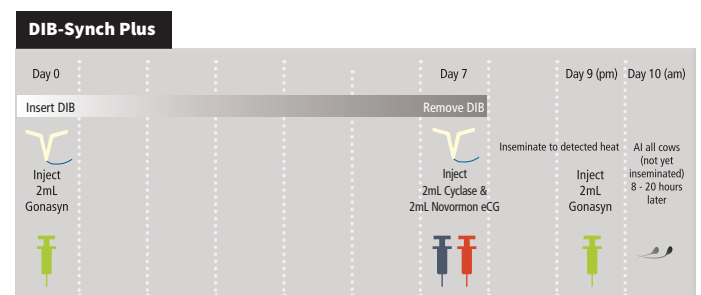 DIB-Synch Plus
Day 0
Day 7
Day 9 (pm)
Day 10 (am)
Insert DIB
Remove DIB
Inject
2mL
Gonasyn
Inject
2mL Cyclase &
2mL Novormon eCG
Inseminate to detected heat
Inject
2mL
Gonasyn
AI all cows
(not yet
inseminated)
8 - 20 hours
later